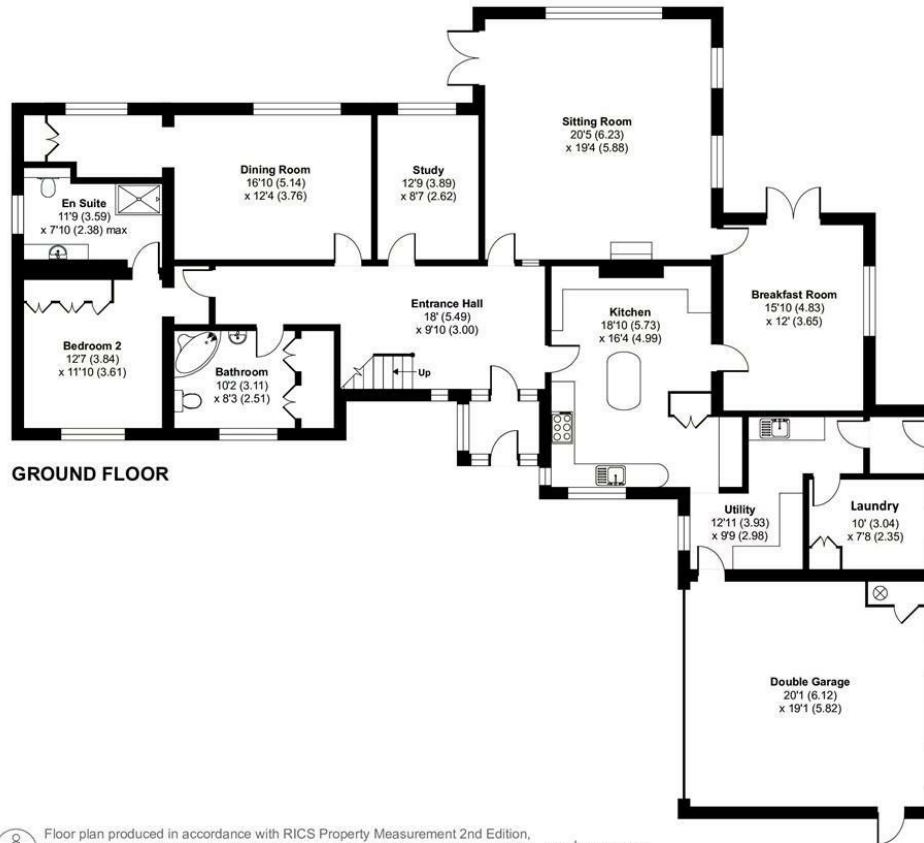 Sitting Room
20'5 (6.23)
x 19'4 (5.88)
Dining Room
16'10 (5.14)
x 12'4 (3.76)
Study
12'9 (3.89)
x 8'7 (2.62)
En Suite
11'9 (3.59)
x 7'10 (2.38) max
Entrance Hall
18' (5.49)
x 9'10 (3.00)
Kitchen
18'10 (5.73)
x 16'4 (4.99)
Breakfast Room
15'10 (4.83)
x 12' (3.65)
Bedroom 2
12'7 (3.84)
x 11'10 (3.61)
Bathroom
10'2 (3.11)
x 8'3 (2.51)
Up
GROUND FLOOR
Utility
12'11 (3.93)
x 9'9 (2.98)
Laundry
10' (3.04)
x 7'8 (2.35)
Double Garage
20'1 (6.12)
x 19'1 (5.82)
Floor plan produced in accordance with RICS Property Measurement 2nd Edition,